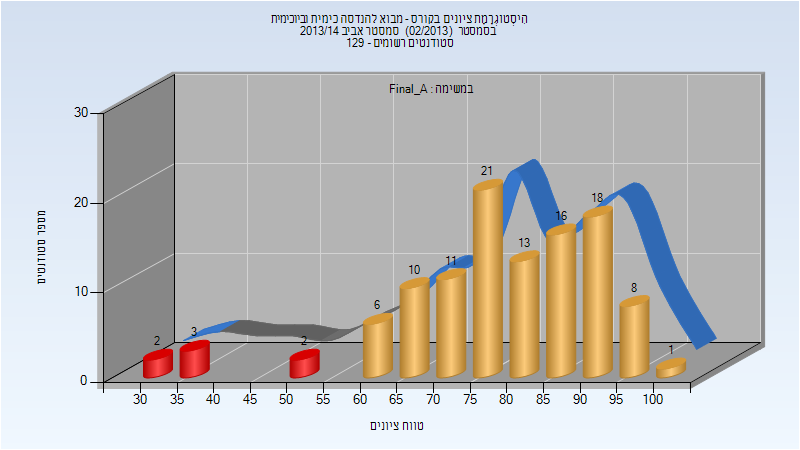 היסטוגרמת ציונים בקורס - מבוא להנדסה כימית וביוכימית
בסמסטר (02/2013) סמסטר אביב 2013/14
סטודנטים רשומים - 129
במשימה : Final_A
מספר סטודנטים
30
20
10
0
2
3
2
6
10
11
21
13
16
18
8
1
30 35 40 45 50 55 60 65 70 75 80 85 90 95 100
טווח ציונים